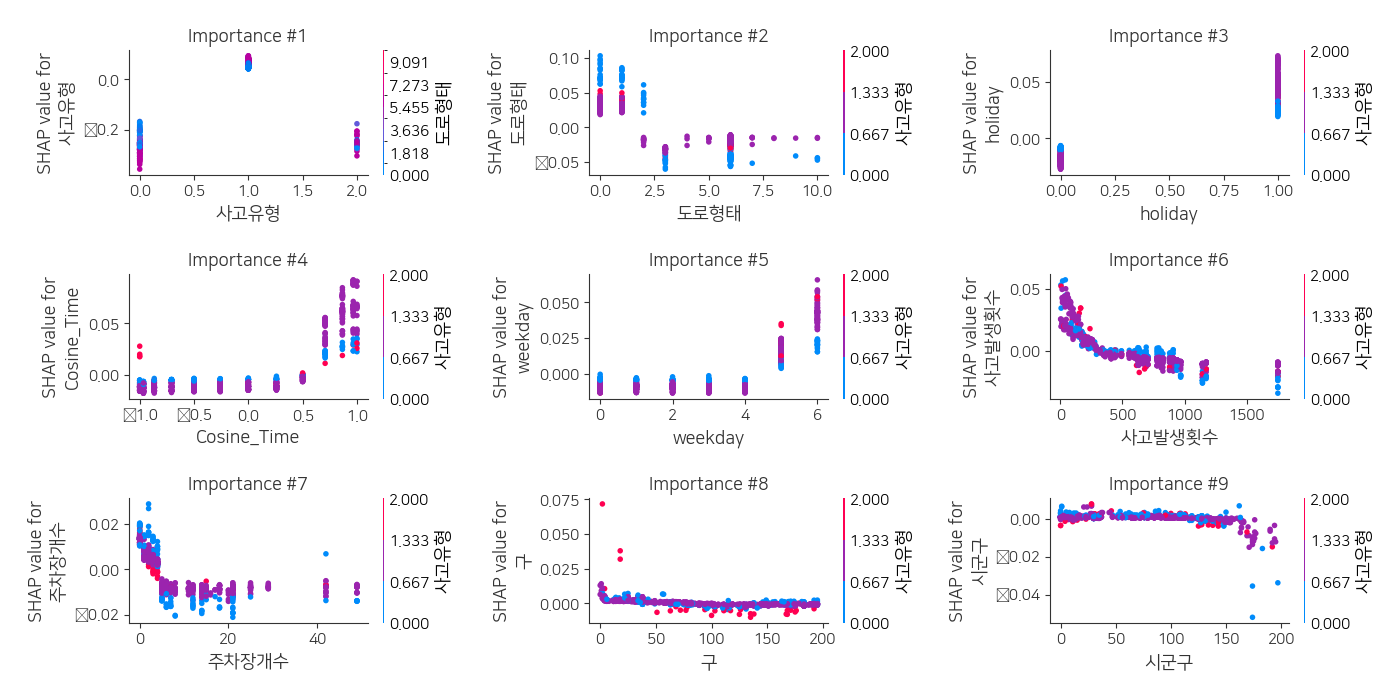 Importance #1
SHAP value for
사고유형
0.0
0.2
0.0
0.5
1.0
1.5
2.0
사고유형
9.091
7.273
5.455
3.636
1.818
0.000
도로형태
Importance #2
SHAP value for
도로형태
0.10
0.05
0.00
0.05
0.0
2.5
5.0
7.5
10.0
도로형태
2.000
1.333
0.667
0.000
사고유형
Importance #3
SHAP value for
holiday
0.05
0.00
0.00
0.25
0.50
0.75
1.00
holiday
2.000
1.333
0.667
0.000
사고유형
Importance #4
SHAP value for
Cosine_Time
0.05
0.00
1.0
0.5
0.0
0.5
1.0
Cosine_Time
2.000
1.333
0.667
0.000
사고유형
Importance #5
SHAP value for
weekday
0.050
0.025
0.000
0
2
4
6
weekday
2.000
1.333
0.667
0.000
사고유형
Importance #6
SHAP value for
사고발생횟수
0.05
0.00
0
500
1000
1500
사고발생횟수
2.000
1.333
0.667
0.000
사고유형
Importance #7
SHAP value for
주차장개수
0.02
0.00
0.02
0
20
40
주차장개수
2.000
1.333
0.667
0.000
사고유형
Importance #8
SHAP value for
구
0.075
0.050
0.025
0.000
0
50
100
150
200
구
2.000
1.333
0.667
0.000
사고유형
Importance #9
SHAP value for
시군구
0.00
0.02
0.04
0
50
100
150
200
시군구
2.000
1.333
0.667
0.000
사고유형